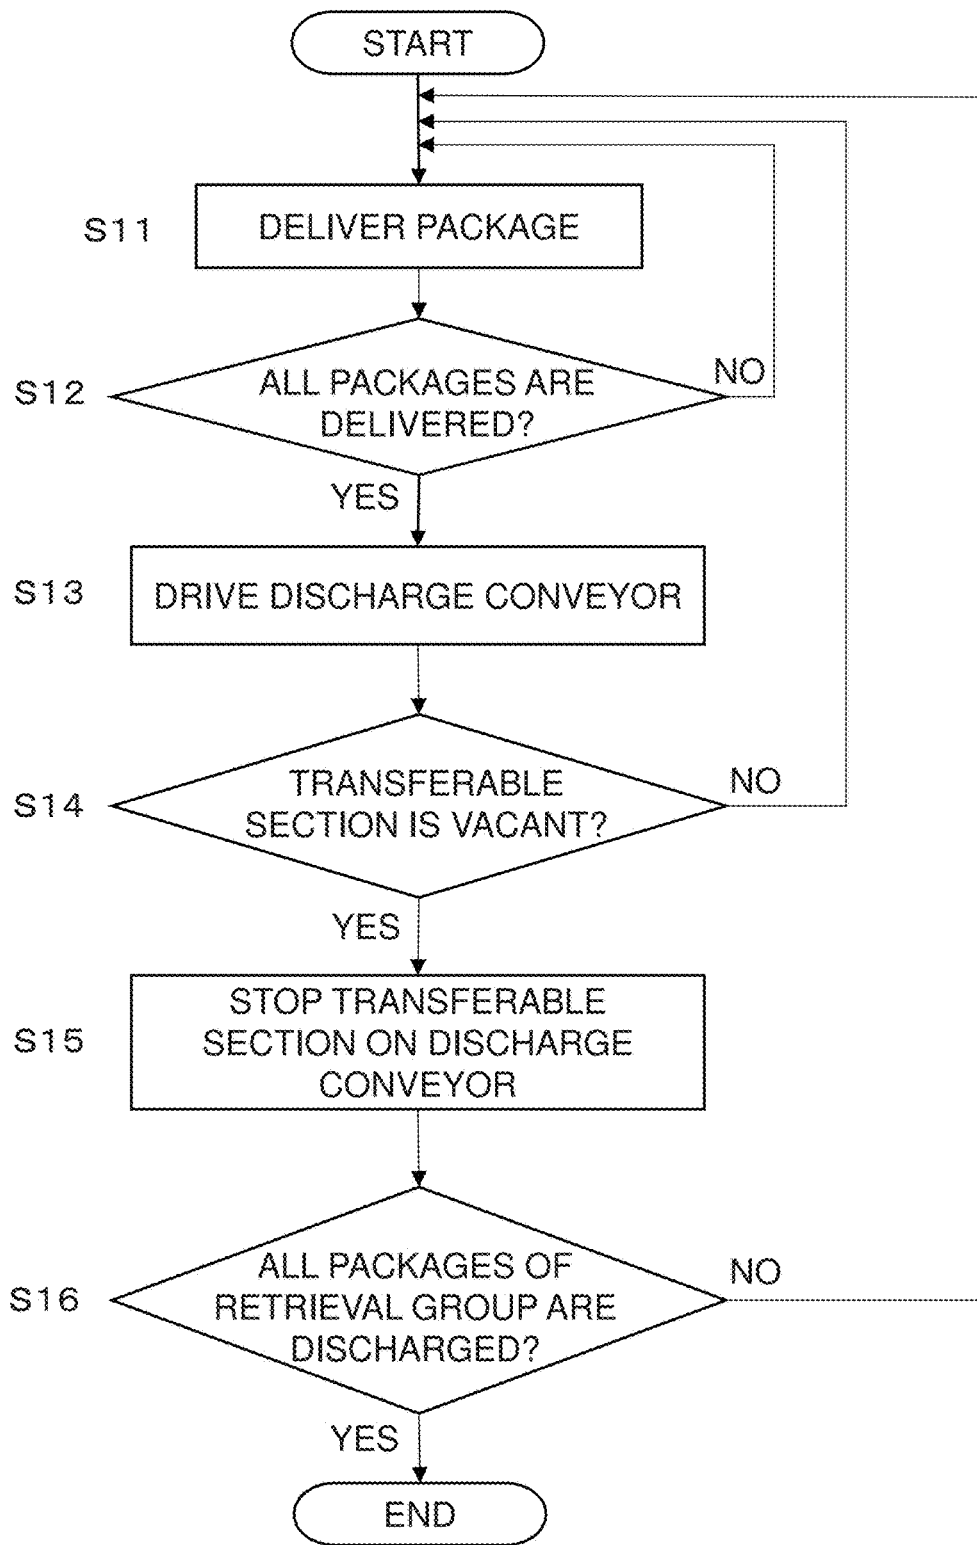 START
S11
DELIVER PACKAGE
S12
ALL PACKAGES ARE
DELIVERED?
NO
YES
S13
DRIVE DISCHARGE CONVEYOR
S14
TRANSFERABLE
SECTION IS VACANT?
NO
YES
S15
STOP TRANSFERABLE
SECTION ON DISCHARGE
CONVEYOR
S16
ALL PACKAGES OF
RETRIEVAL GROUP ARE
DISCHARGED?
NO
YES
END